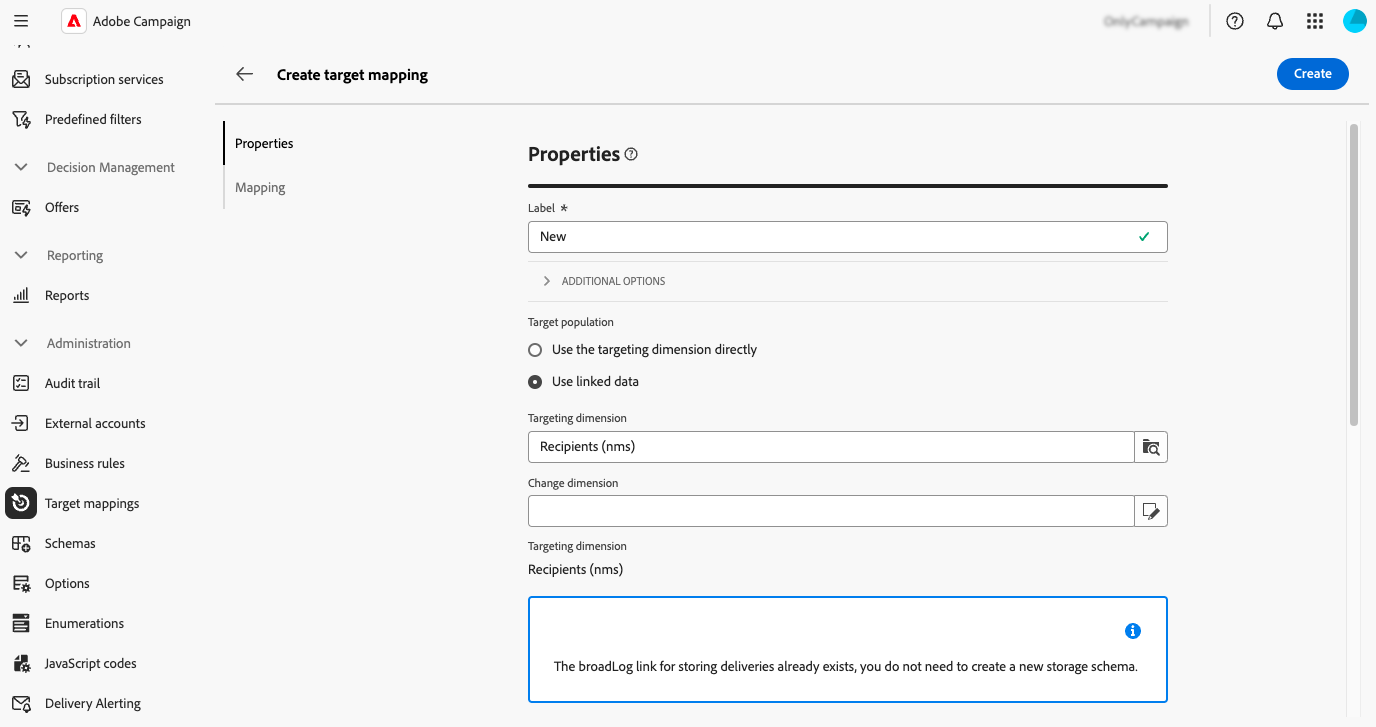 Adobe Campaign
OnlyCampaign
Subscription services
Predefined filters
Decision Management
Offers
Reporting
Reports
Administration
Audit trail
External accounts
Business rules
Target mappings
Schemas
Options
Enumerations
JavaScript codes
Delivery Alerting
Create target mapping
Create
Properties
Mapping
Properties
Label *
New
ADDITIONAL OPTIONS
Target population
Use the targeting dimension directly
Use linked data
Targeting dimension
Recipients (nms)
Change dimension
Targeting dimension
Recipients (nms)
The broadLog link for storing deliveries already exists, you do not need to create a new storage schema.